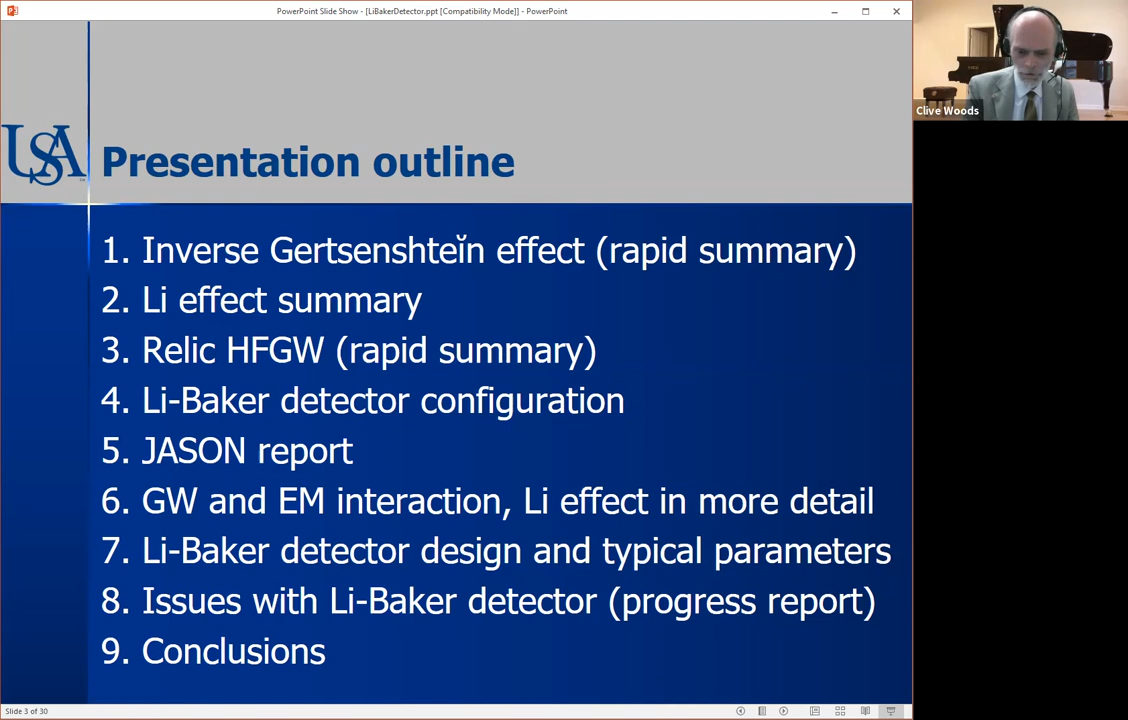 PowerPoint Slide Show - [LiBakerDetector.ppt [Compatibility Mode]] - PowerPoint
Clive Woods
USA
Presentation outline
1. Inverse Gertsenshteĭn effect (rapid summary)
2. Li effect summary
3. Relic HFGW (rapid summary)
4. Li-Baker detector configuration
5. JASON report
6. GW and EM interaction, Li effect in more detail
7. Li-Baker detector design and typical parameters
8. Issues with Li-Baker detector (progress report)
9. Conclusions
Slide 3 of 30